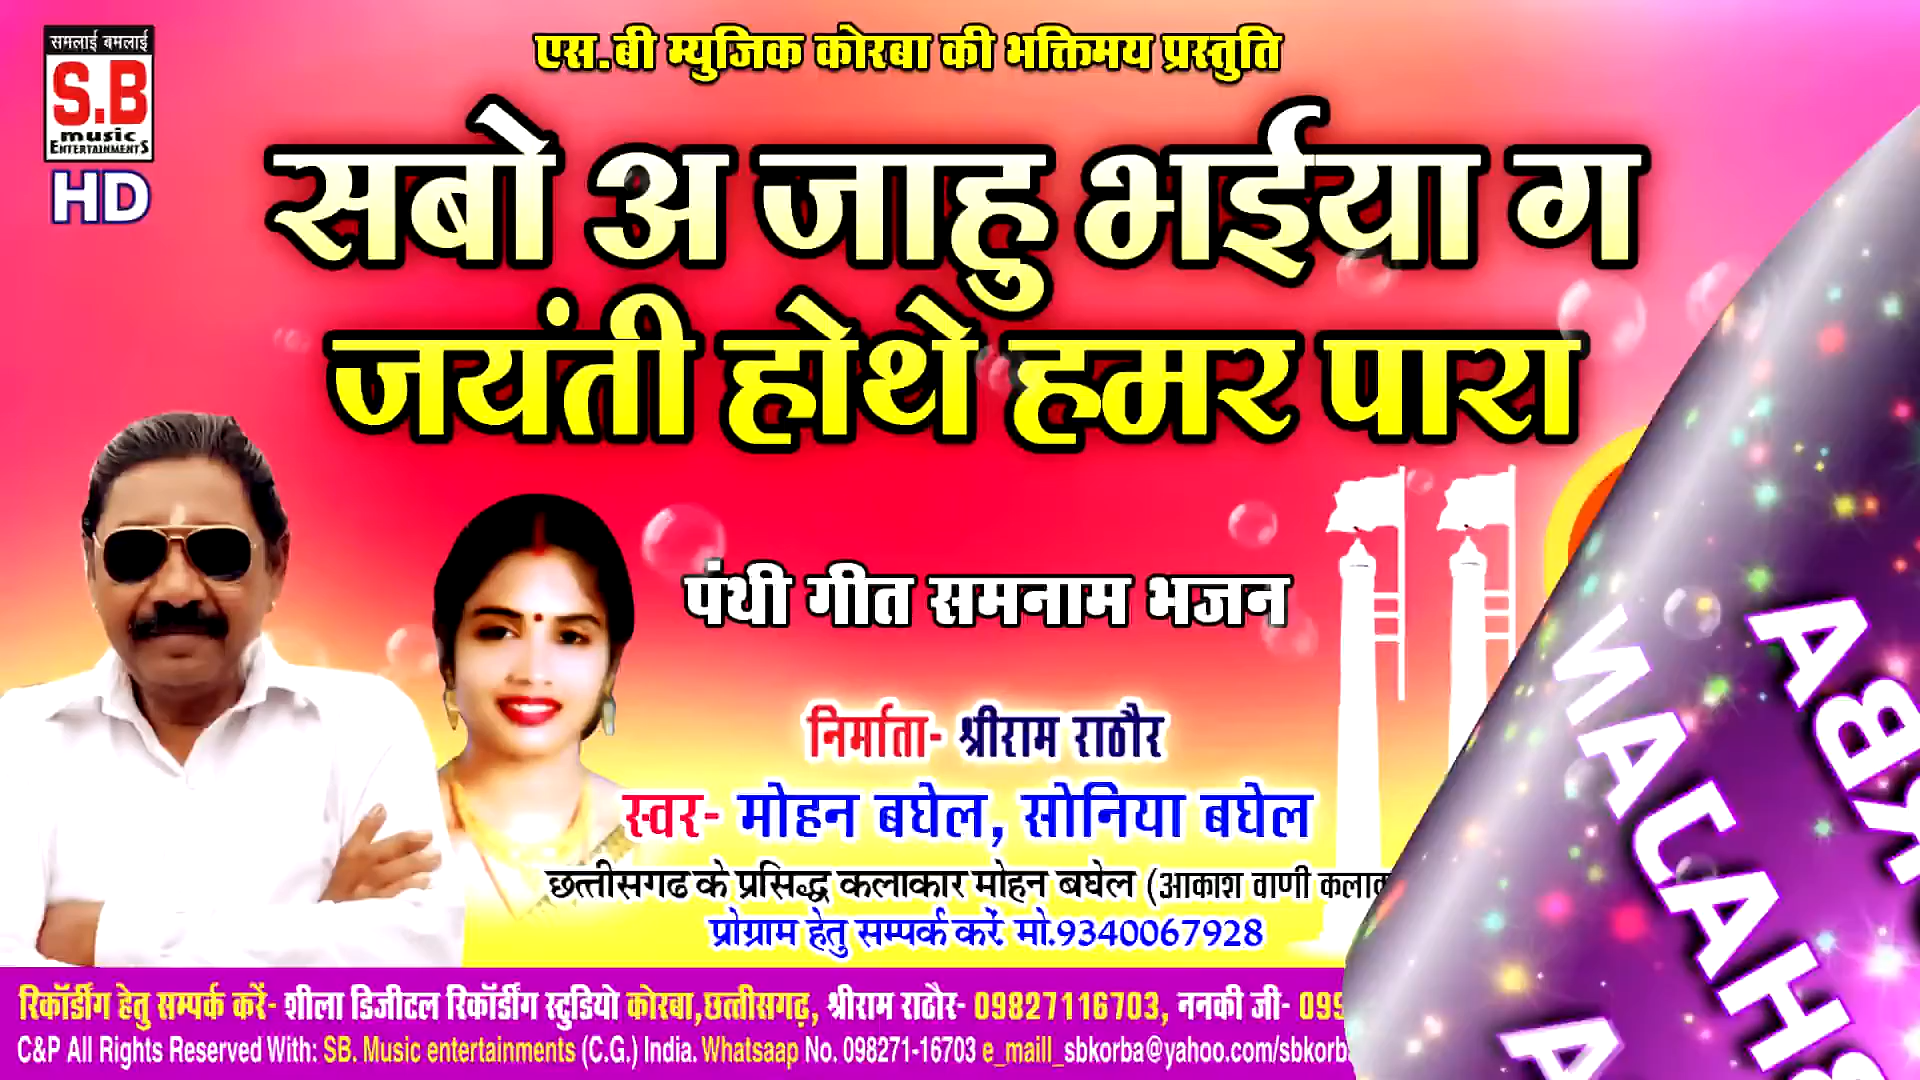 समलाई बमलाई
S.B
music
ENTERTAINMENTS
HD
एस.बी म्युजिक कोरबा की भक्तिमय प्रस्तुति
सबो अ जाहु भईया ग
जयंती होथे हमर पारा
पंथी गीत समनाम भजन
निर्माता- श्रीराम राठौर
स्वर- मोहन बघेल, सोनिया बघेल
छत्तीसगढ के प्रसिद्ध कलाकार मोहन बघेल (आकाश वाणी
प्रोग्राम हेतु सम्पर्क करें मो.9340067928
रिकॉर्डींग हेतु सम्पर्क करें- शीला डिजीटल रिकॉर्डींग स्टुडियो कोरबा,छत्तीसगढ़, श्रीराम राठौर- 09827116703, ननकी जी- 099
C&P All Rights Reserved With: SB. Music entertainments (C.G.) India. Whatsaap No. 098271-16703 e_maill_sbkorba@yahoo.com/sbkorb